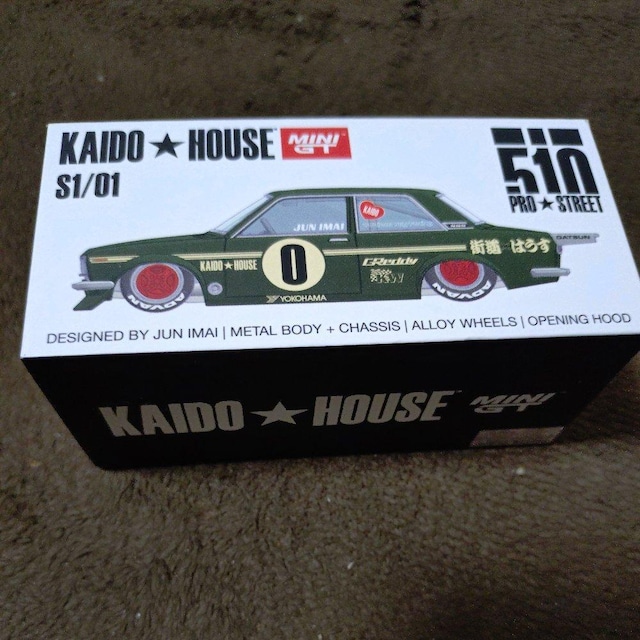 KAIDO★HOUSE MINI GT
S1/01
510
PRO★STREET
JUN IMAI
KAIDO
DATSUN
KAIDO★HOUSE
0
GReddy
街道 はろす
YOKOHAMA
DESIGNED BY JUN IMAI | METAL BODY + CHASSIS | ALLOY WHEELS | OPENING HOOD
KAIDO★HOUSE MINI GT